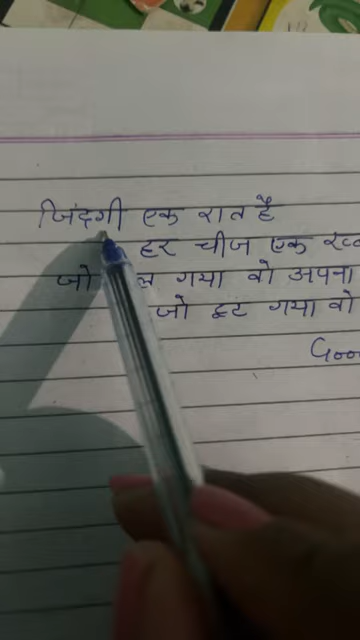 जिंदगी एक रात है
हर चीज एक
जो गया वो अपना
जो टूट गया वो